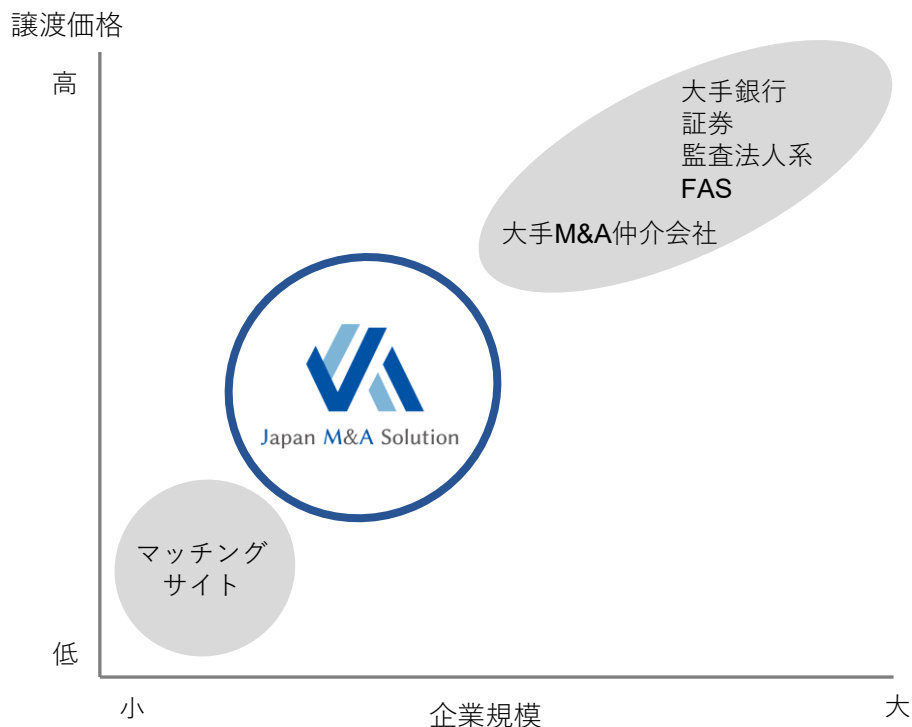 譲渡価格
高
大手銀行
証券
監査法人系
FAS
大手M&A仲介会社
Japan M&A Solution
マッチング
サイト
低
小
企業規模
大